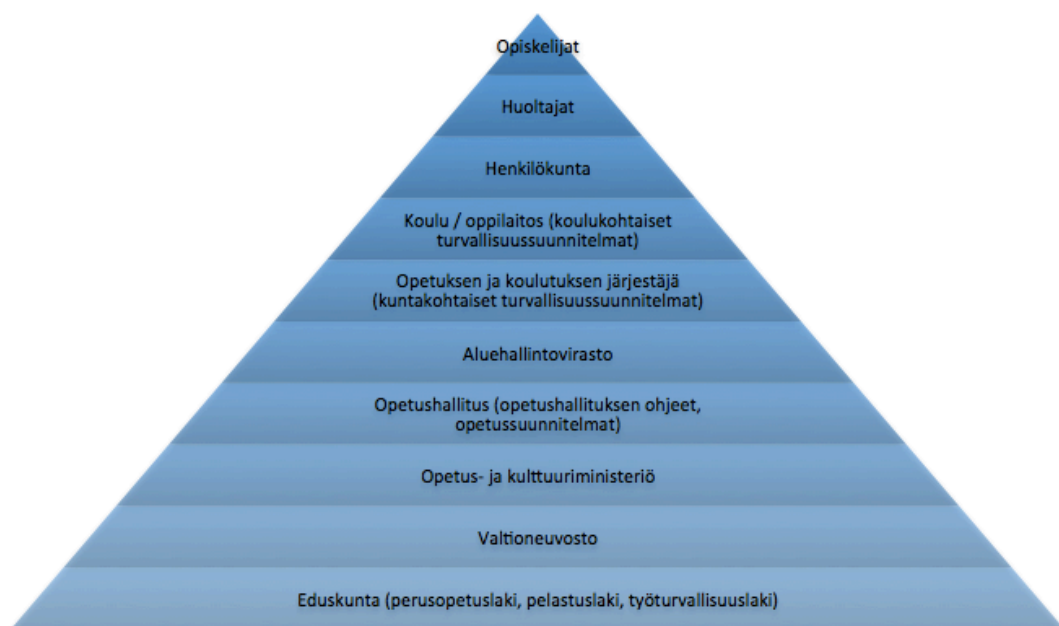 Opiskelijat
Huoltajat
Henkilökunta
Koulu / oppilaitos (koulukohtaiset
turvallisuussuunnitelmat)
Opetuksen ja koulutuksen järjestäjä
(kuntakohtaiset turvallisuussuunnitelmat)
Aluehallintovirasto
Opetushallitus (opetushallituksen ohjeet,
opetussuunnitelmat)
Opetus- ja kulttuuriministeriö
Valtioneuvosto
Eduskunta (perusopetuslaki, pelastuslaki, työturvallisuuslaki)